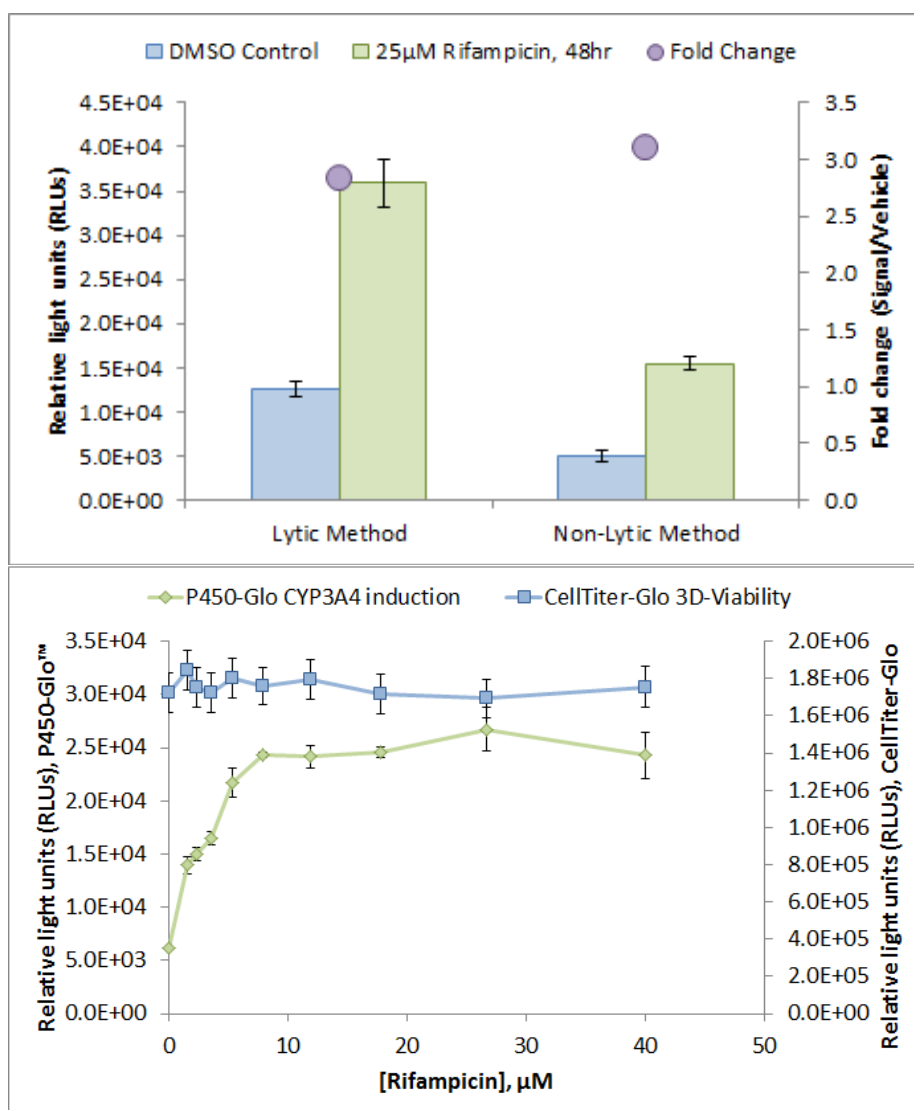 DMSO Control 25µM Rifampicin, 48hr Fold Change
Relative light units (RLUs)
4.5E+04
4.0E+04
3.5E+04
3.0E+04
2.5E+04
2.0E+04
1.5E+04
1.0E+04
5.0E+03
0.0E+00
3.5
3.0
2.5
2.0
1.5
1.0
0.5
0.0
Fold change (Signal/Vehicle)
Lytic Method Non-Lytic Method
P450-Glo CYP3A4 induction CellTiter-Glo 3D-Viability
Relative light units (RLUs), P450-Glo™
3.5E+04
3.0E+04
2.5E+04
2.0E+04
1.5E+04
1.0E+04
5.0E+03
0.0E+00
2.0E+06
1.8E+06
1.6E+06
1.4E+06
1.2E+06
1.0E+06
8.0E+05
6.0E+05
4.0E+05
2.0E+05
0.0E+00
Relative light units (RLUs), CellTiter-Glo
0 10 20 30 40 50
[Rifampicin], µM